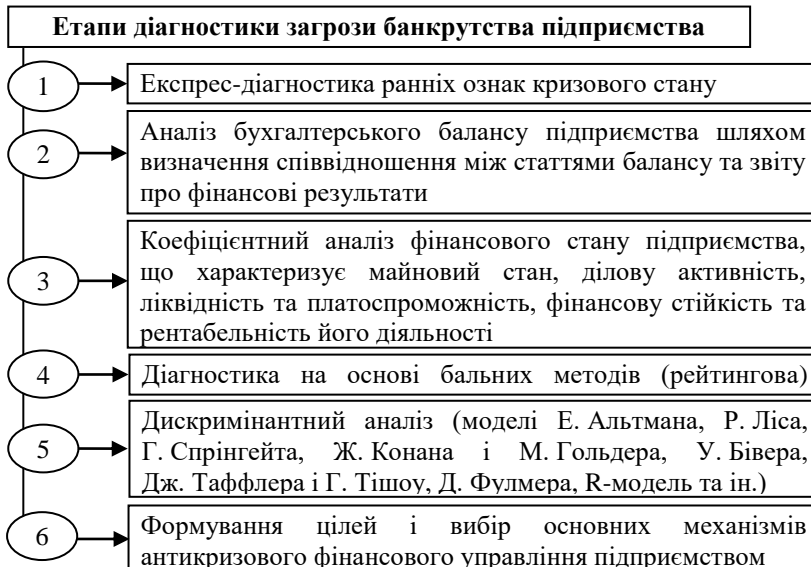 Етапи діагностики загрози банкрутства підприємства
1
Експрес-діагностика ранніх ознак кризового стану
2
Аналіз бухгалтерського балансу підприємства шляхом
визначення співвідношення між статтями балансу та звіту
про фінансові результати
3
Коефіцієнтний аналіз фінансового стану підприємства,
що характеризує майновий стан, ділову активність,
ліквідність та платоспроможність, фінансову стійкість та
рентабельність його діяльності
4
Діагностика на основі бальних методів (рейтингова)
5
Дискримінантний аналіз (моделі Е. Альтмана, Р. Ліса,
Г. Спрінгейта, Ж. Конана і М. Гольдера, У. Бівера,
Дж. Таффлера і Г. Тішоу, Д. Фулмера, R-модель та ін.)
6
Формування цілей і вибір основних механізмів
антикризового фінансового управління підприємством